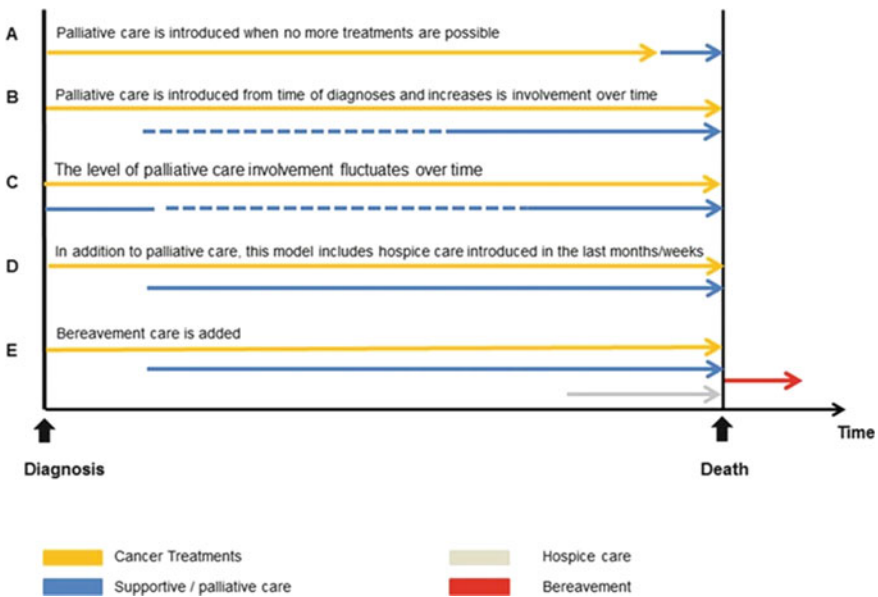 A
Palliative care is introduced when no more treatments are possible
B
Palliative care is introduced from time of diagnoses and increases is involvement over time
C
The level of palliative care involvement fluctuates over time
D
In addition to palliative care, this model includes hospice care introduced in the last months/weeks
E
Bereavement care is added
Time
Diagnosis
Death
Cancer Treatments
Hospice care
Supportive / palliative care
Bereavement